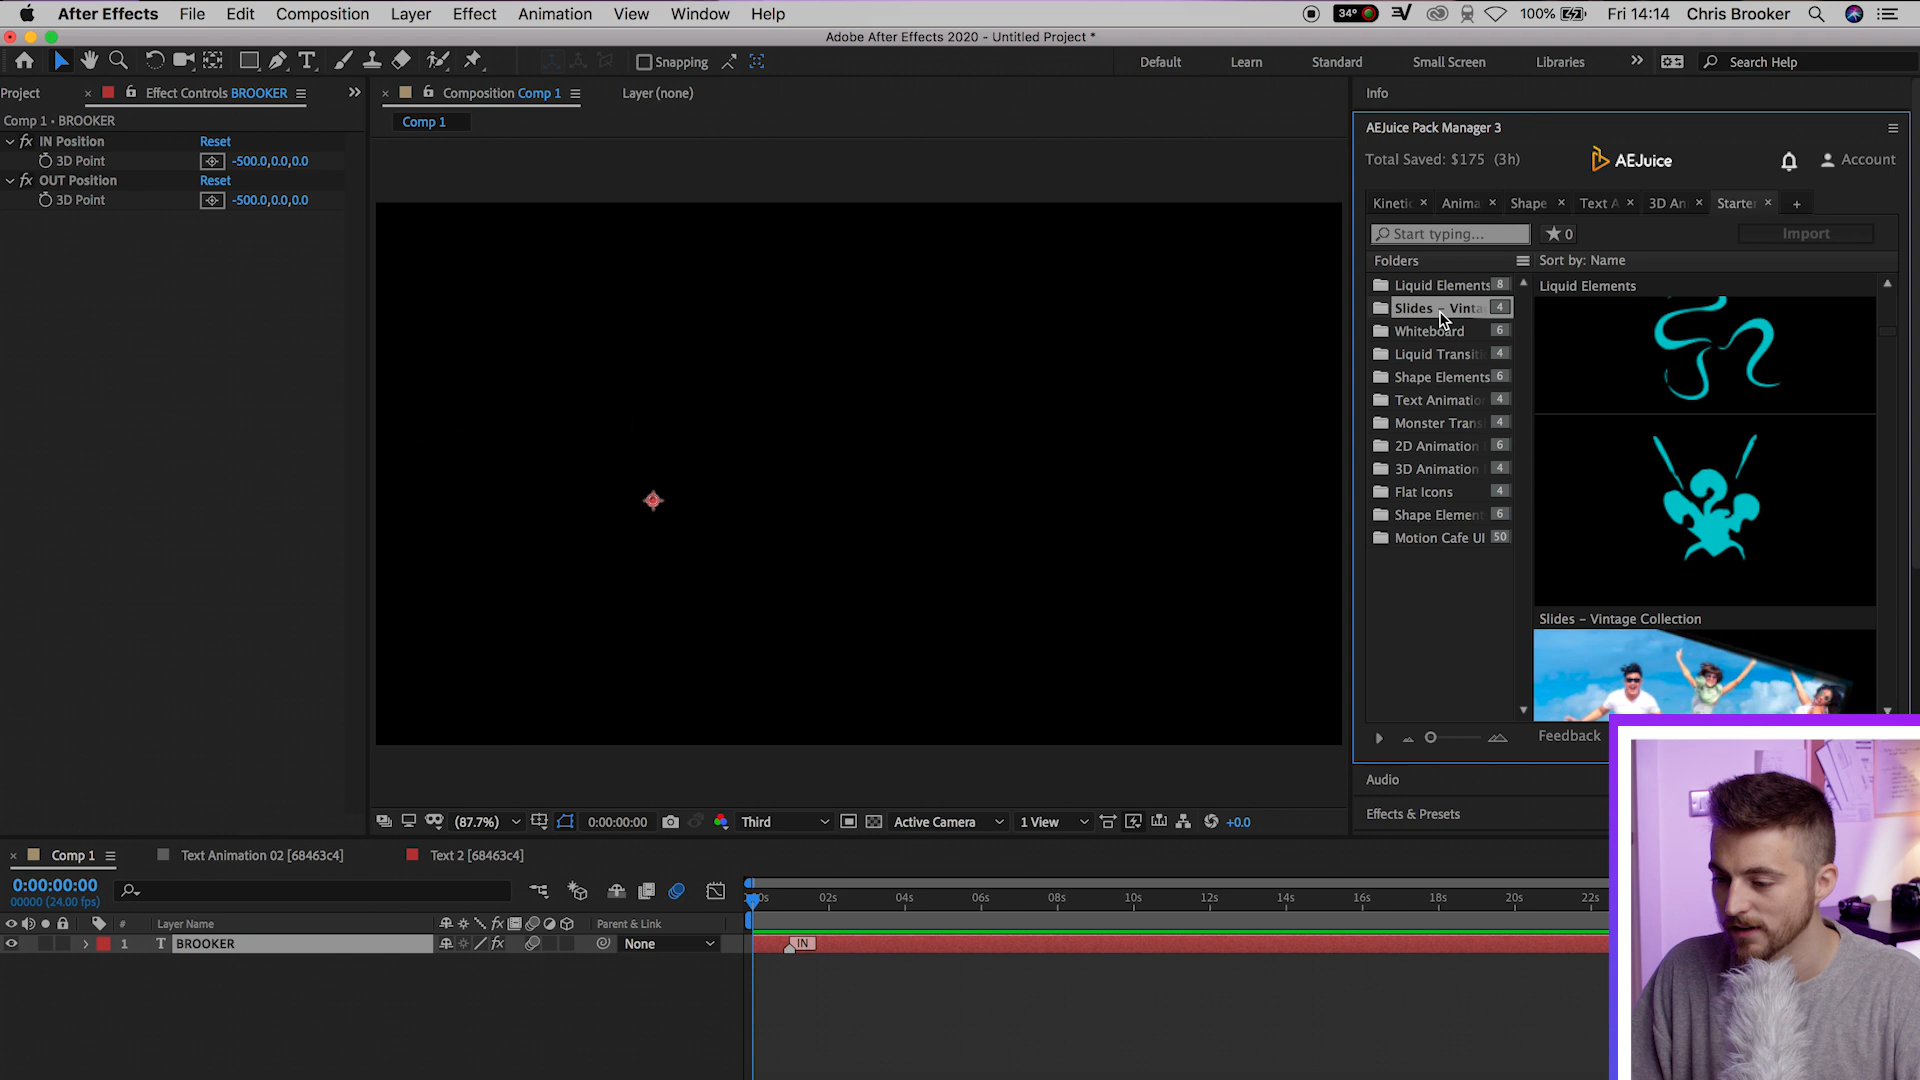 After Effects File Edit Composition Layer Effect Animation View Window Help 34° 100% Fri 14:14 Chris Brooker
Adobe After Effects 2020 - Untitled Project *
Snapping Default Learn Standard Small Screen Libraries Search Help
Project Effect Controls BROOKER Composition Comp 1 Layer (none) Info
Comp 1 • BROOKER Comp 1
IN Position Reset
3D Point -500.0,0.0,0.0
OUT Position Reset
3D Point -500.0,0.0,0.0
AEJuice Pack Manager 3
Total Saved: $175 (3h) AEJuice Account
Kinetic Anima Shape Text A 3D An Starter +
Start typing... 0 Import
Folders Sort by: Name
Liquid Elements 8 Liquid Elements
Slides – Vinta 4
Whiteboard 6
Liquid Transiti 4
Shape Elements 6
Text Animatio 4
Monster Trans 4
2D Animation 6
3D Animation 4
Flat Icons 4
Shape Element 6
Motion Cafe UI 50
Slides – Vintage Collection
Feedback
Audio
Effects & Presets
(87.7%) 0:00:00:00 Third Active Camera 1 View +0.0
Comp 1 Text Animation 02 [68463c4] Text 2 [68463c4]
0:00:00:00
00000 (24.00 fps)
02s 04s 06s 08s 10s 12s 14s 16s 18s 20s 22s
# Layer Name Parent & Link
1 T BROOKER None IN